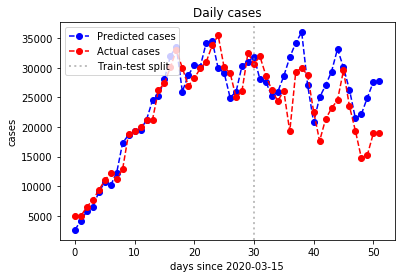 Daily cases
Predicted cases
Actual cases
Train-test split
cases
35000
30000
25000
20000
15000
10000
5000
0
10
20
30
40
50
days since 2020-03-15